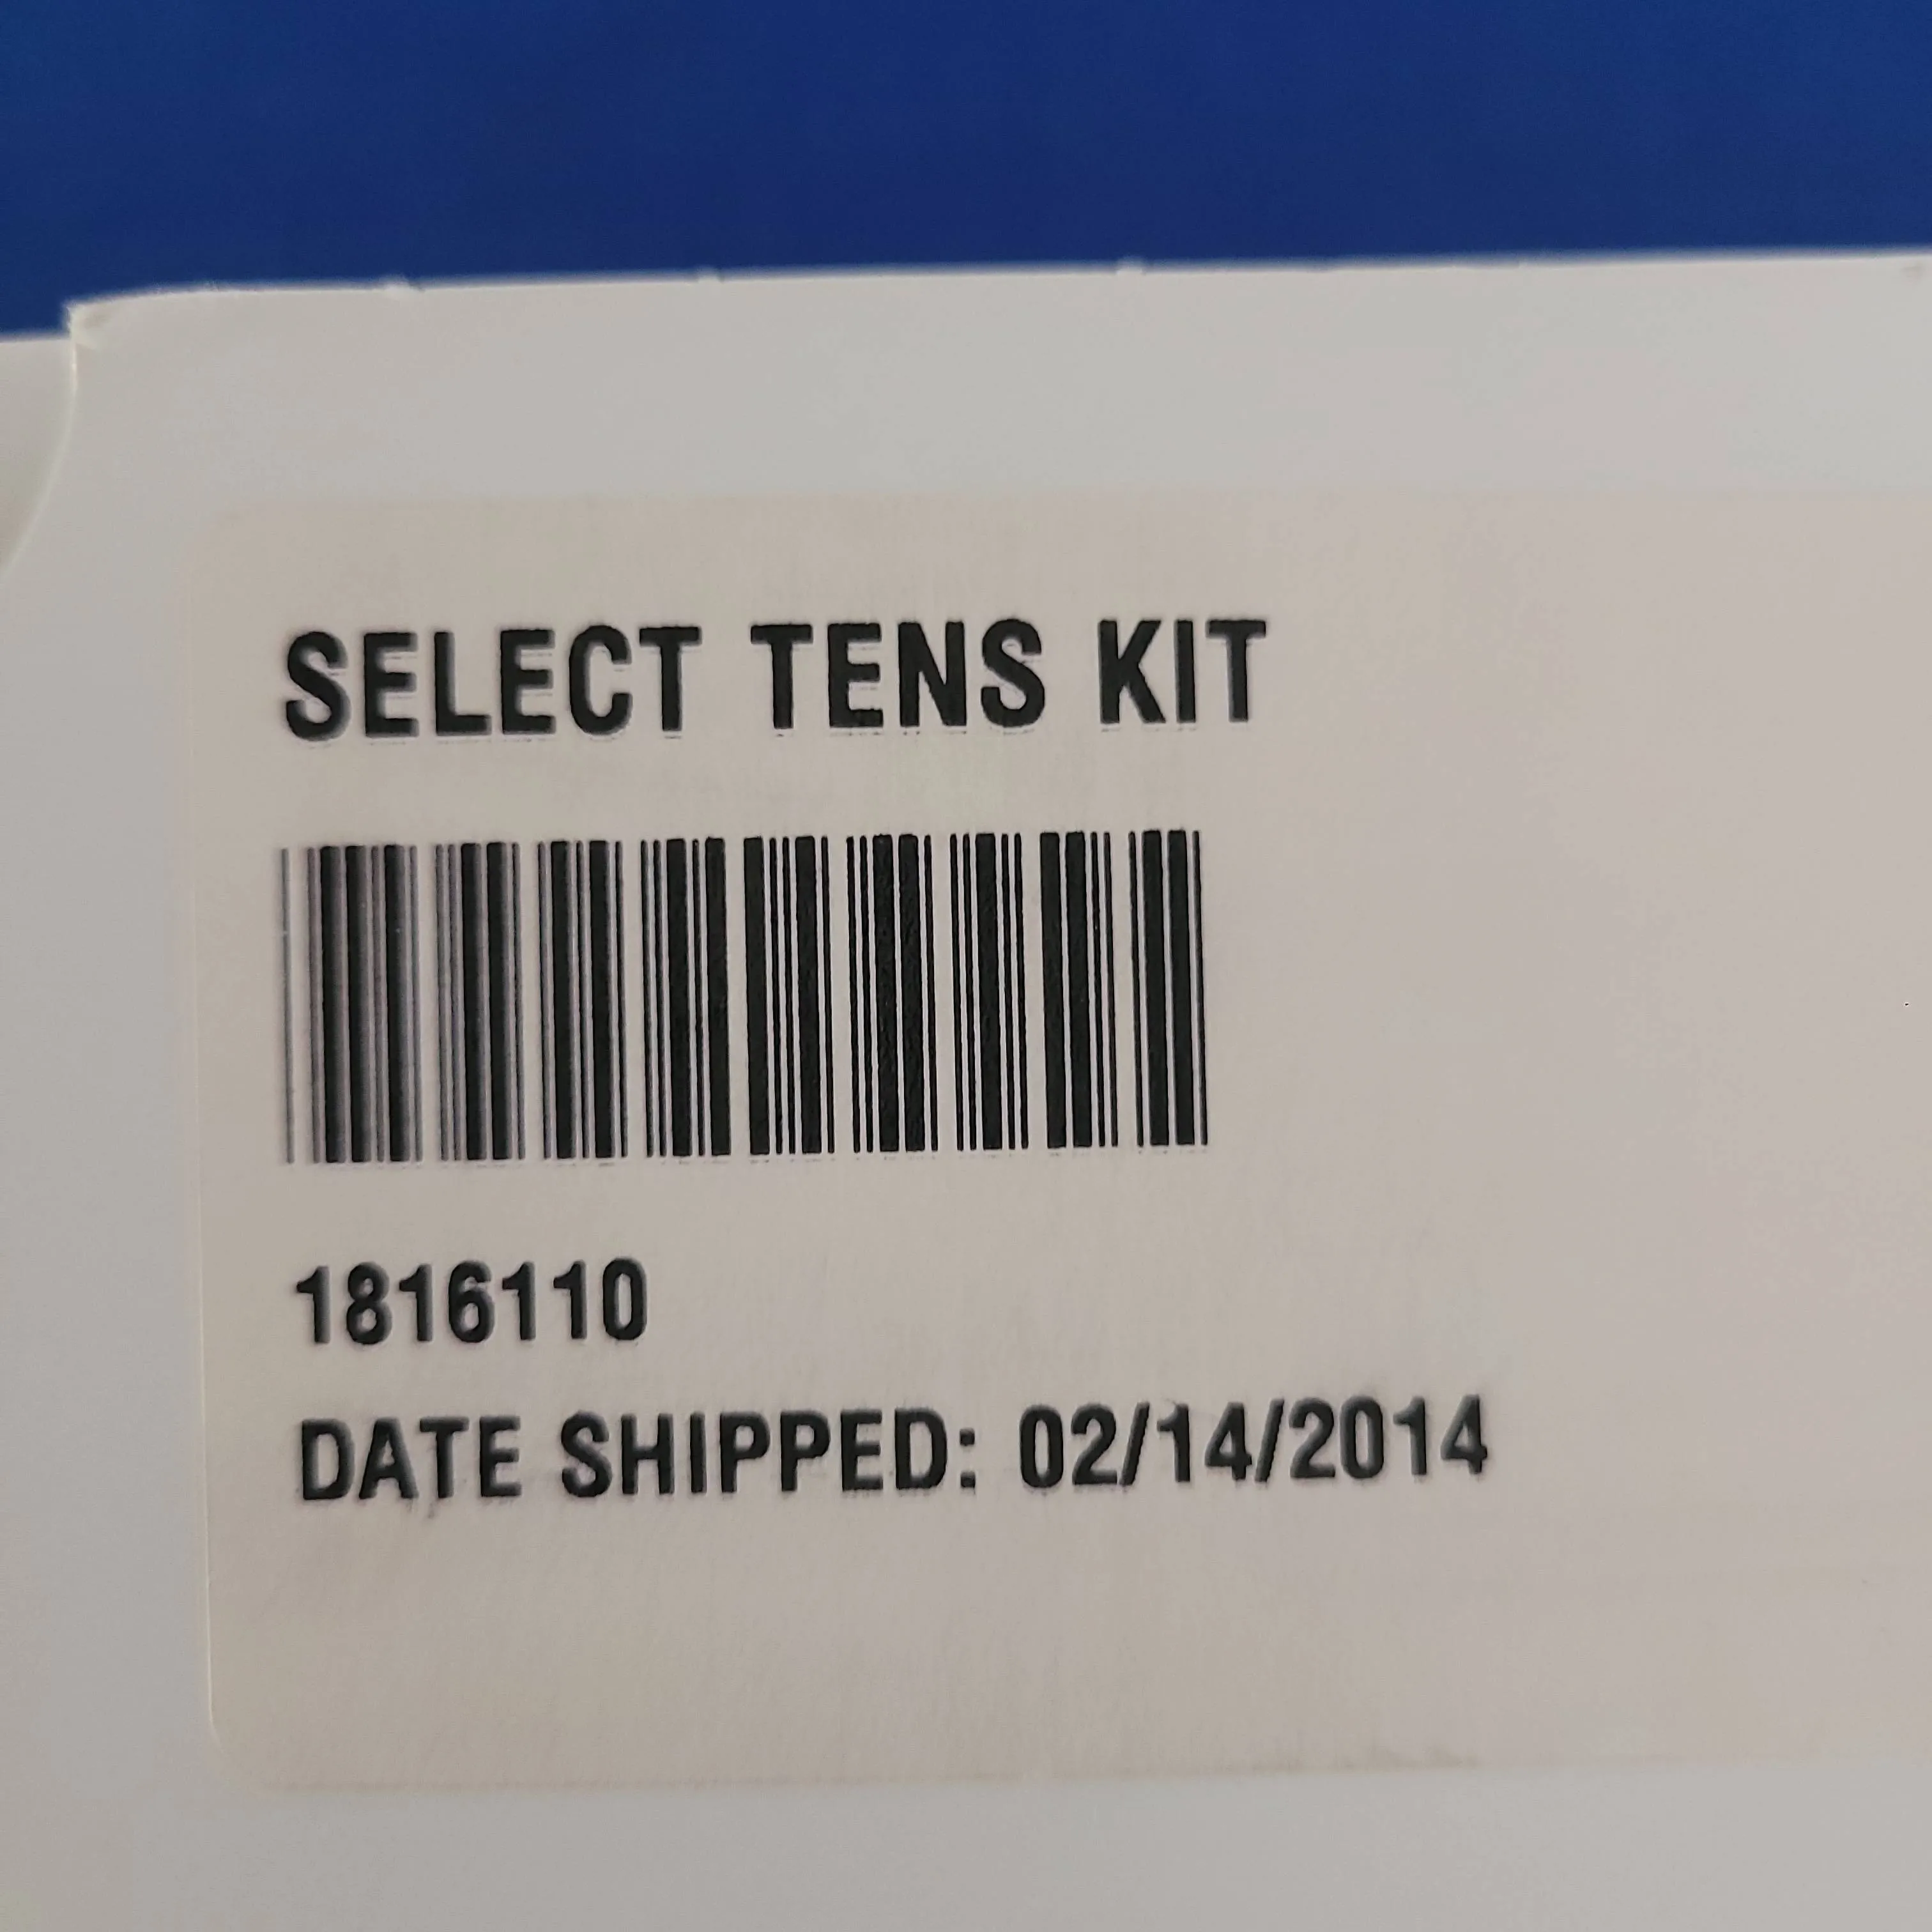 SELECT TENS KIT
1816110
DATE SHIPPED: 02/14/2014